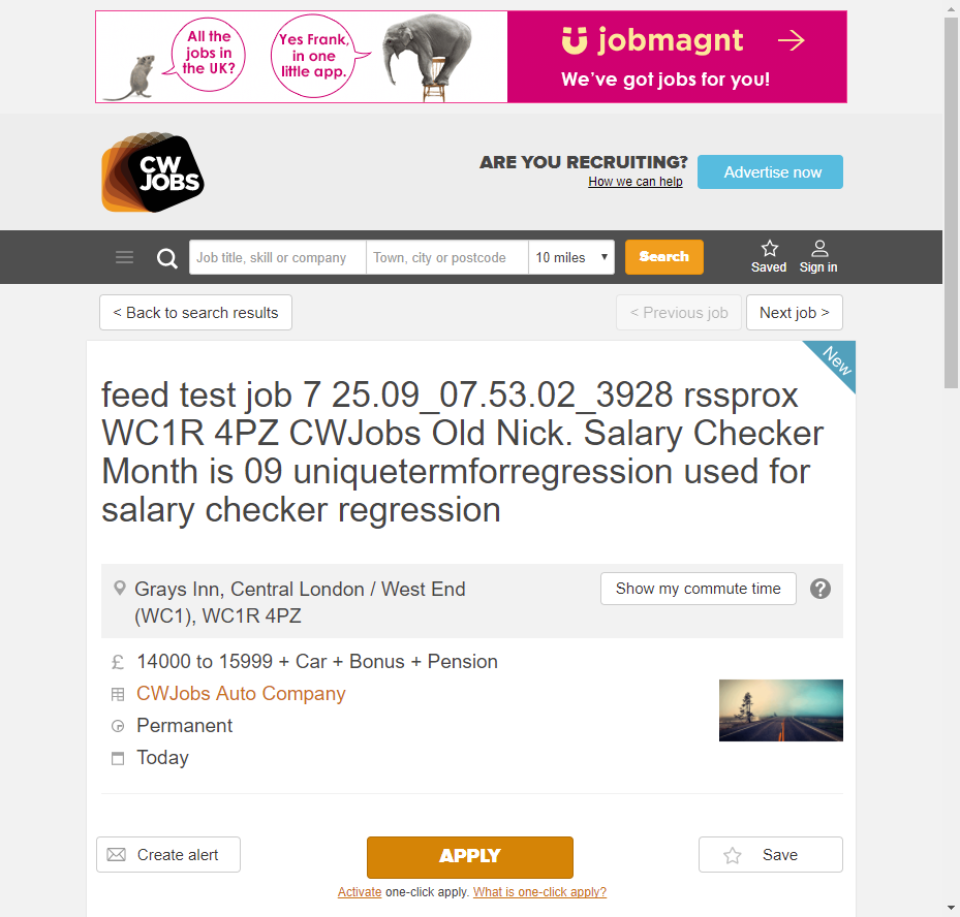 All the
jobs in
the UK?
Yes Frank,
in one
little app.
jobmagnt
We've got jobs for you!
CW
JOBS
ARE YOU RECRUITING?
How we can help
Advertise now
Job title, skill or company
Town, city or postcode
10 miles
Search
Saved
Sign in
< Back to search results
< Previous job
Next job >
New
feed test job 7 25.09_07.53.02_3928 rssprox
WC1R 4PZ CWJobs Old Nick. Salary Checker
Month is 09 uniquetermforregression used for
salary checker regression
Grays Inn, Central London / West End
(WC1), WC1R 4PZ
Show my commute time
?
£ 14000 to 15999 + Car + Bonus + Pension
CWJobs Auto Company
Permanent
Today
Create alert
APPLY
Save
Activate one-click apply. What is one-click apply?